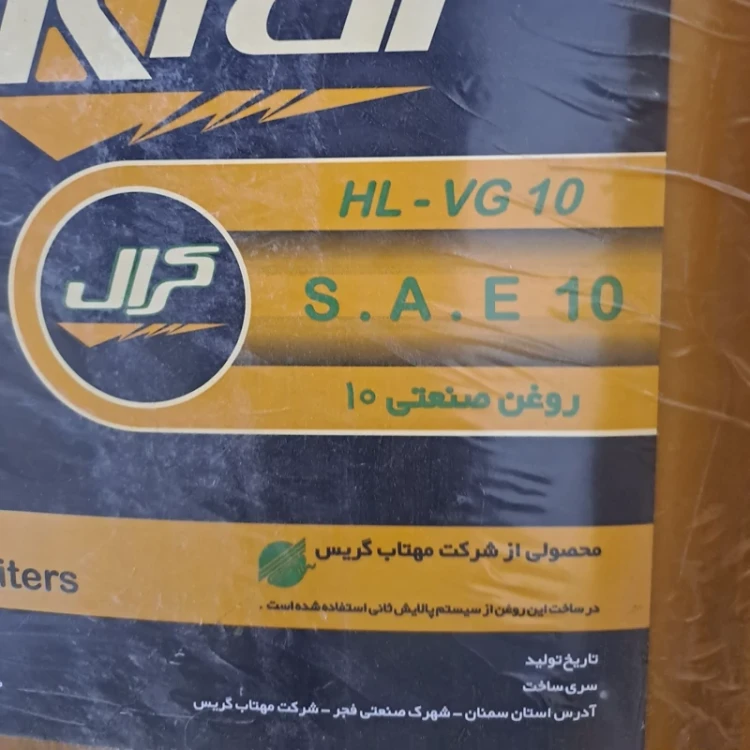 HL - VG 10
کرال
S . A . E 10
روغن صنعتی ۱۰
محصولی از شرکت مهتاب گریس
iters
در ساخت این روغن از سیستم پالایش ثانی استفاده شده است .
تاریخ تولید
سری ساخت
آدرس استان سمنان - شهرک صنعتی فجر - شرکت مهتاب گریس